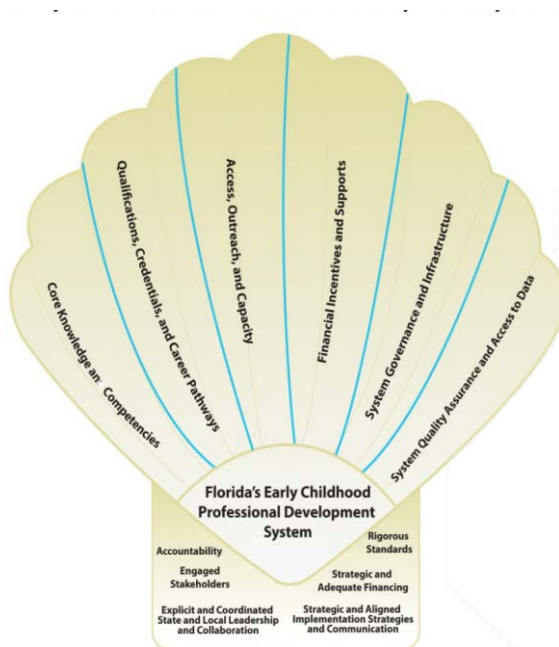 Core Knowledge an Competencies
Qualifications, Credentials, and Career Pathways
Access, Outreach, and Capacity
Financial Incentives and Supports
System Governance and Infrastructure
System Quality Assurance and Access to Data
Florida's Early Childhood
Professional Development
System
Accountability
Rigorous
Standards
Engaged
Stakeholders
Strategic and
Adequate Financing
Explicit and Coordinated
State and Local Leadership
and Collaboration
Strategic and Aligned
Implementation Strategies
and Communication